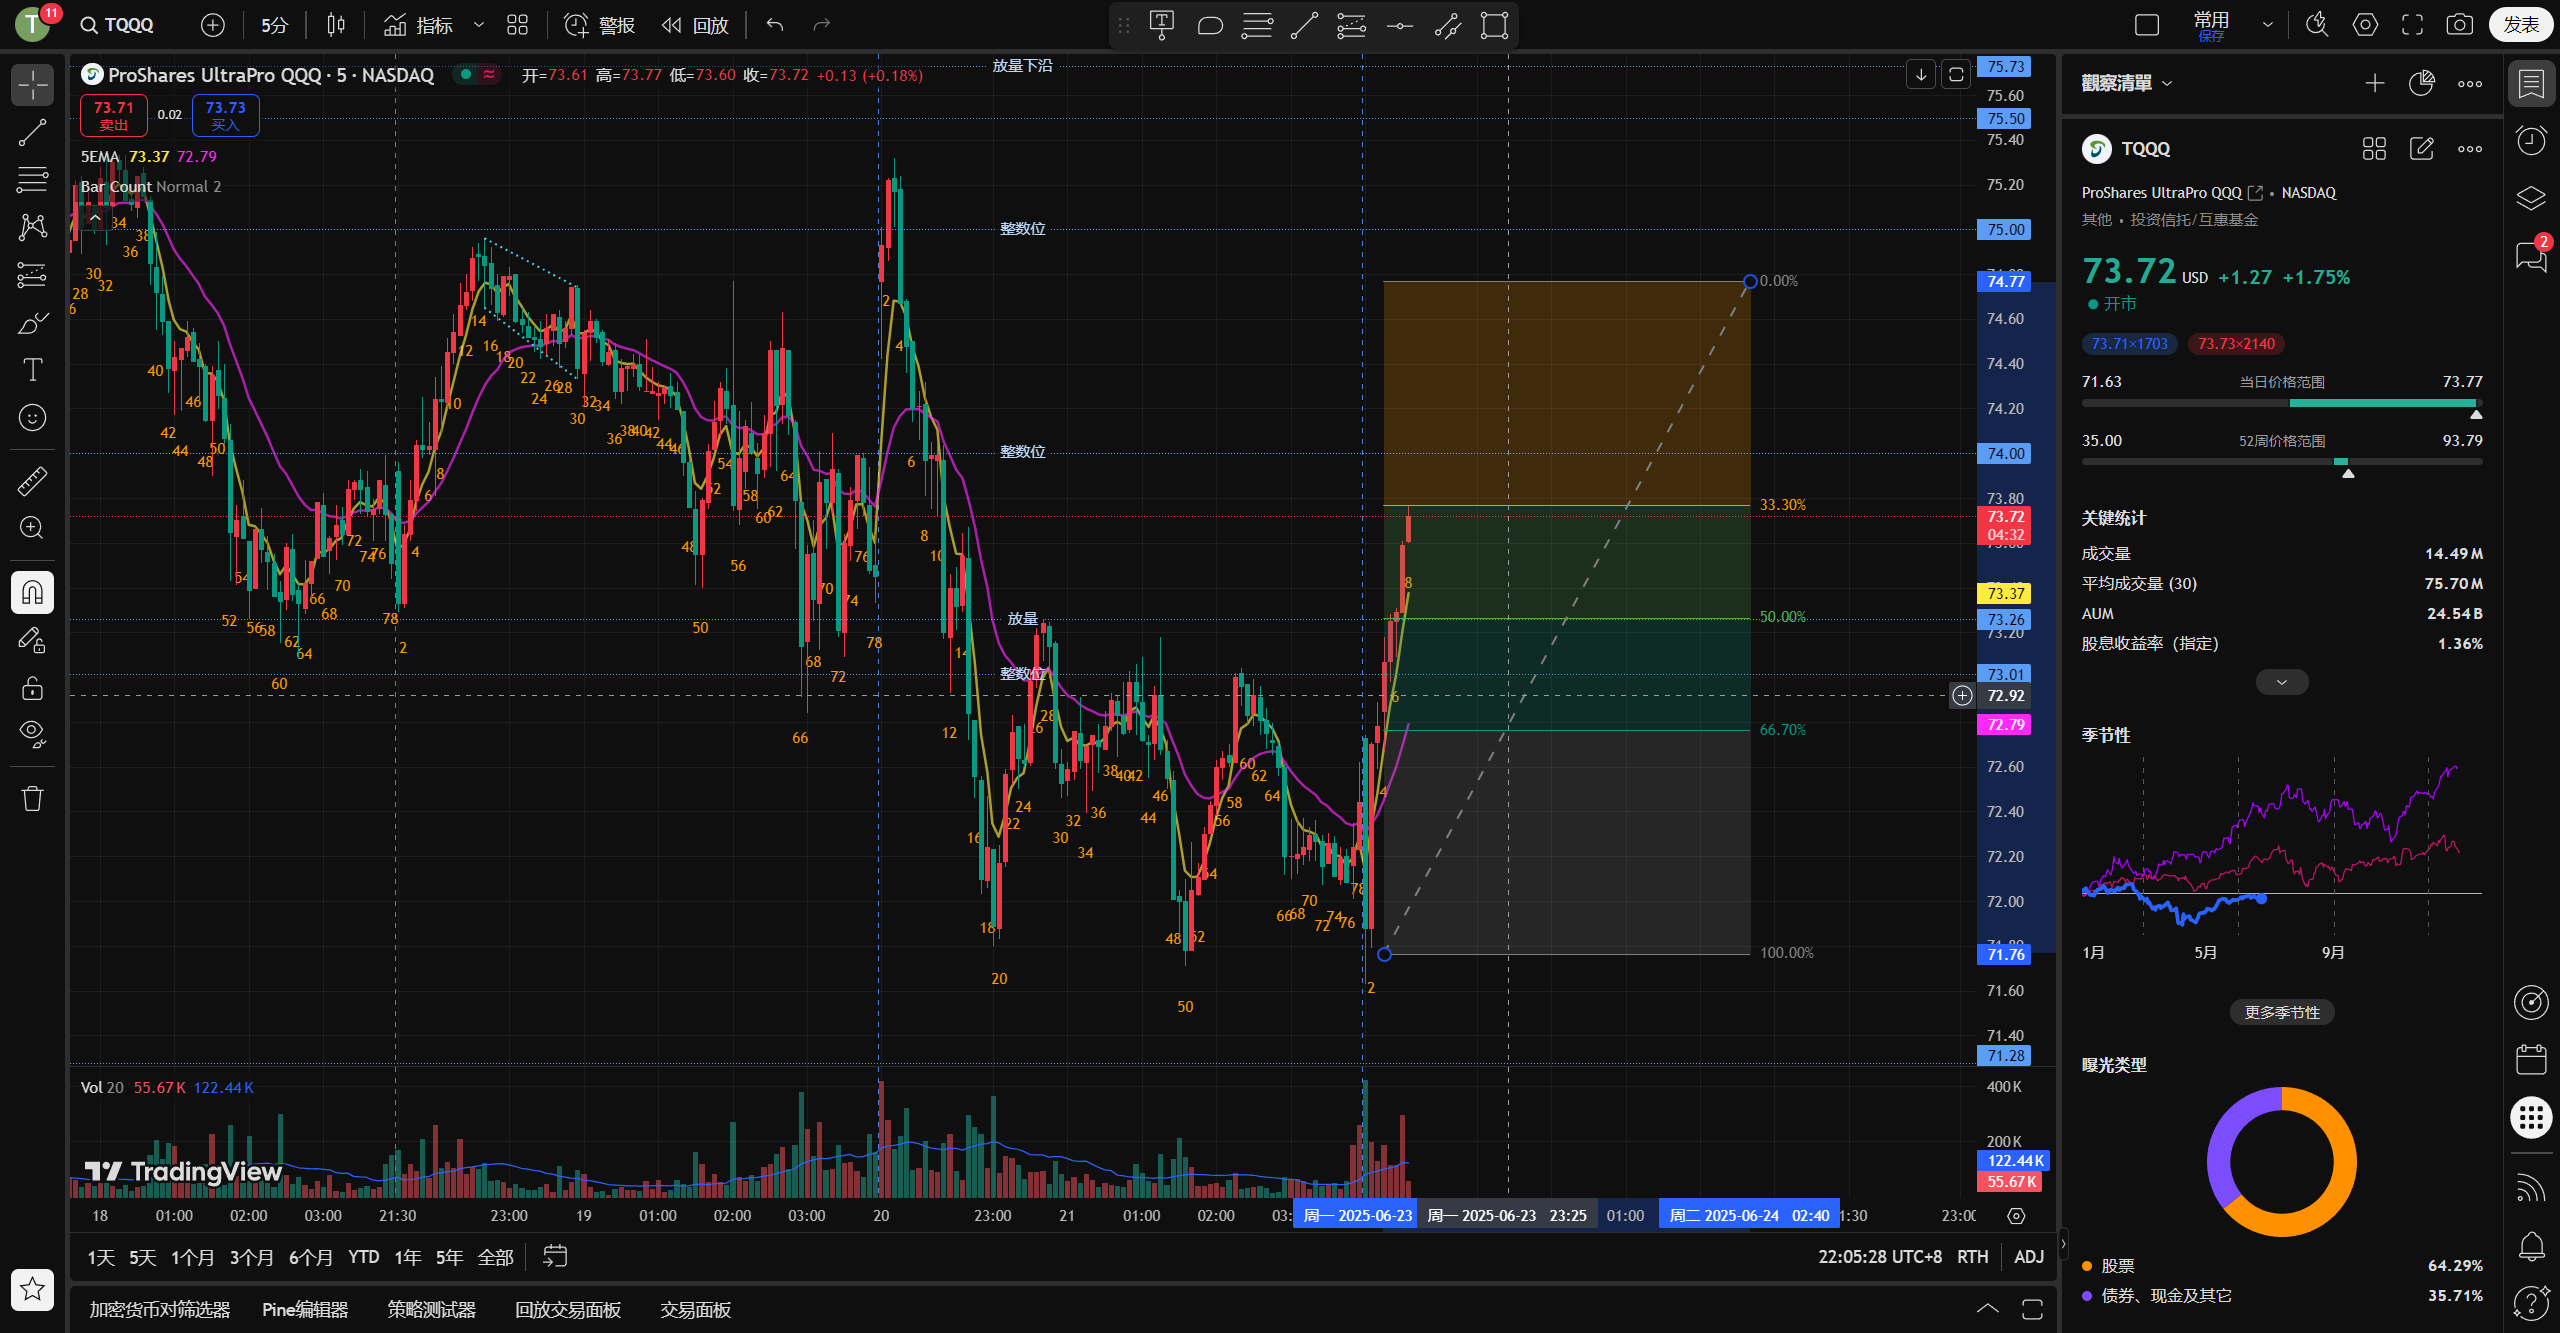 T 11 TQQQ 5分 指标 警报 回放 常用 保存 发表
ProShares UltraPro QQQ · 5 · NASDAQ 开=73.61 高=73.77 低=73.60 收=73.72 +0.13 (+0.18%)
73.71 卖出 0.02 73.73 买入
5EMA 73.37 72.79
Bar Count Normal 2
放量下沿
整数位
整数位
放量
整数位
0.00%
33.30%
50.00%
66.70%
100.00%
75.73
75.60
75.50
75.40
75.20
75.00
74.77
74.60
74.40
74.20
74.00
73.80
73.72
04:32
73.37
73.26
73.20
73.01
72.92
72.79
72.60
72.40
72.20
72.00
71.76
71.60
71.40
71.28
Vol 20 55.67K 122.44K
400K
200K
122.44K
55.67K
TradingView
18 01:00 02:00 03:00 21:30 23:00 19 01:00 02:00 03:00 20 23:00 21 01:00 02:00 03: 周一 2025-06-23 周一 2025-06-23 23:25 01:00 周二 2025-06-24 02:40 1:30 23:00
1天 5天 1个月 3个月 6个月 YTD 1年 5年 全部 22:05:28 UTC+8 RTH ADJ
加密货币对筛选器 Pine编辑器 策略测试器 回放交易面板 交易面板
觀察清單
TQQQ
ProShares UltraPro QQQ • NASDAQ
其他 • 投资信托/互惠基金
73.72 USD +1.27 +1.75%
开市
73.71×1703 73.73×2140
71.63 当日价格范围 73.77
35.00 52周价格范围 93.79
关键统计
成交量 14.49M
平均成交量 (30) 75.70M
AUM 24.54B
股息收益率（指定） 1.36%
季节性
1月 5月 9月
更多季节性
曝光类型
股票 64.29%
债券、现金及其它 35.71%
2